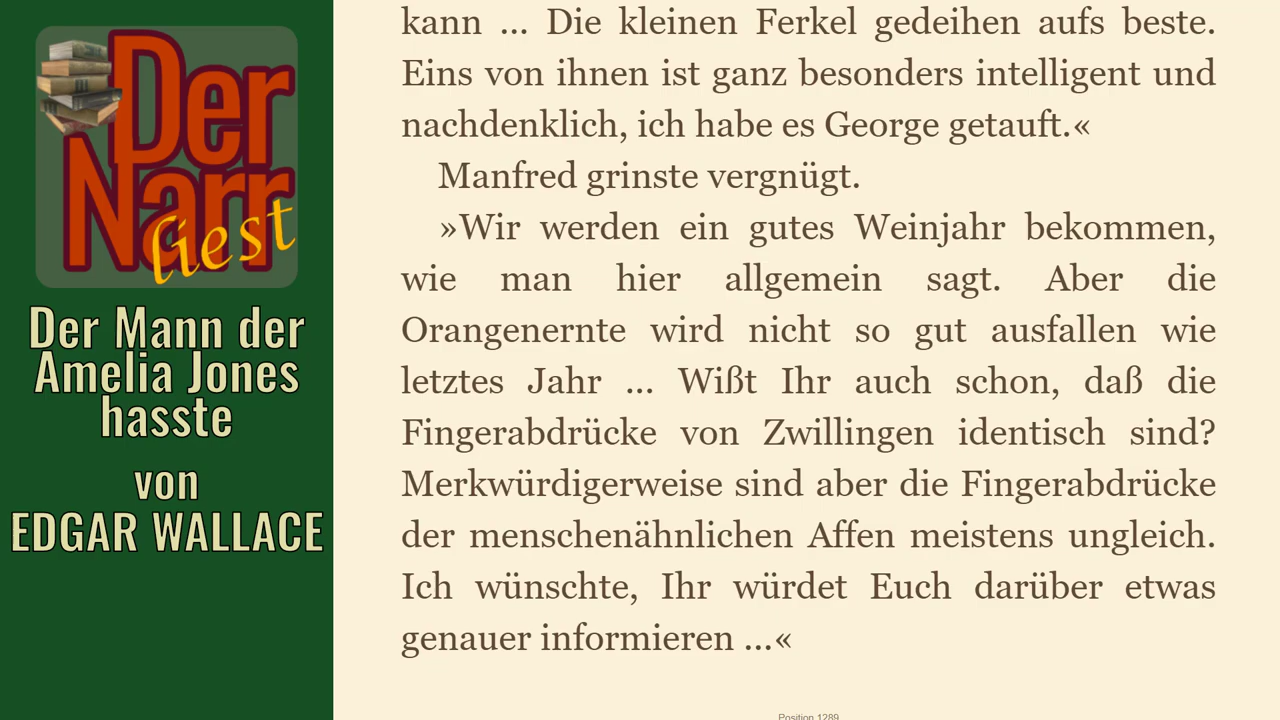 Der
Narr
liest
Der Mann der
Amelia Jones
hasste
von
EDGAR WALLACE
kann ... Die kleinen Ferkel gedeihen aufs beste.
Eins von ihnen ist ganz besonders intelligent und
nachdenklich, ich habe es George getauft.«
Manfred grinste vergnügt.
»Wir werden ein gutes Weinjahr bekommen,
wie man hier allgemein sagt. Aber die
Orangenernte wird nicht so gut ausfallen wie
letztes Jahr ... Wißt Ihr auch schon, daß die
Fingerabdrücke von Zwillingen identisch sind?
Merkwürdigerweise sind aber die Fingerabdrücke
der menschenähnlichen Affen meistens ungleich.
Ich wünschte, Ihr würdet Euch darüber etwas
genauer informieren ...«
Position 1289